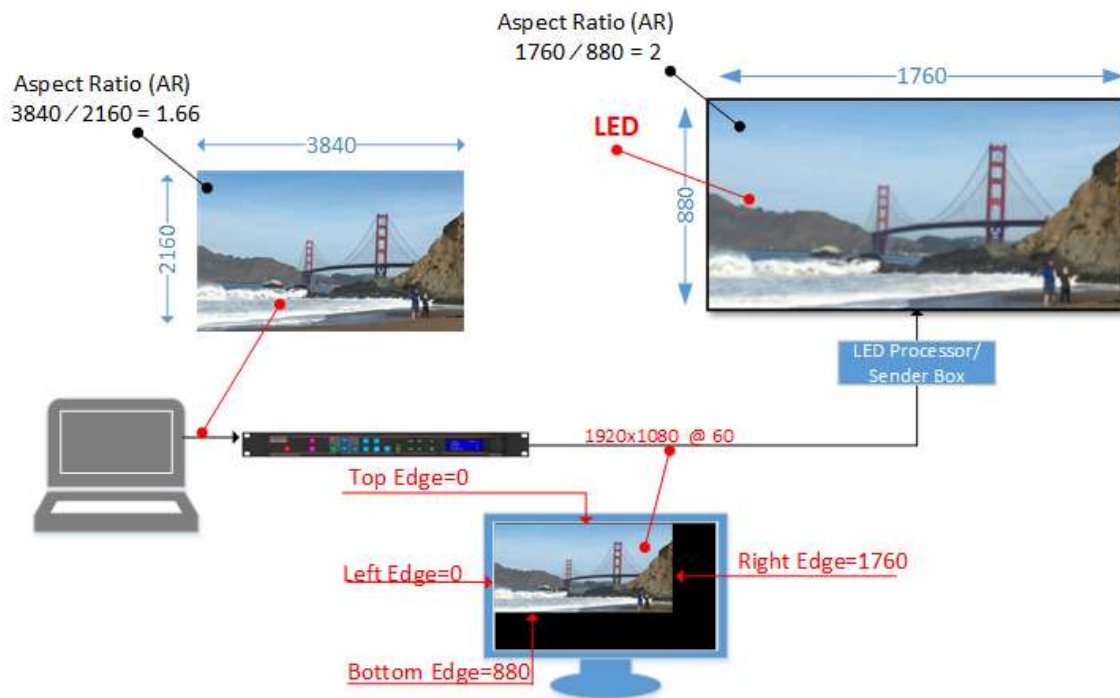 Aspect Ratio (AR)
1760 / 880 = 2
Aspect Ratio (AR)
3840 / 2160 = 1.66
1760
LED
3840
880
2160
LED Processor/
Sender Box
1920x1080 @ 60
Top Edge=0
Left Edge=0
Right Edge=1760
Bottom Edge=880